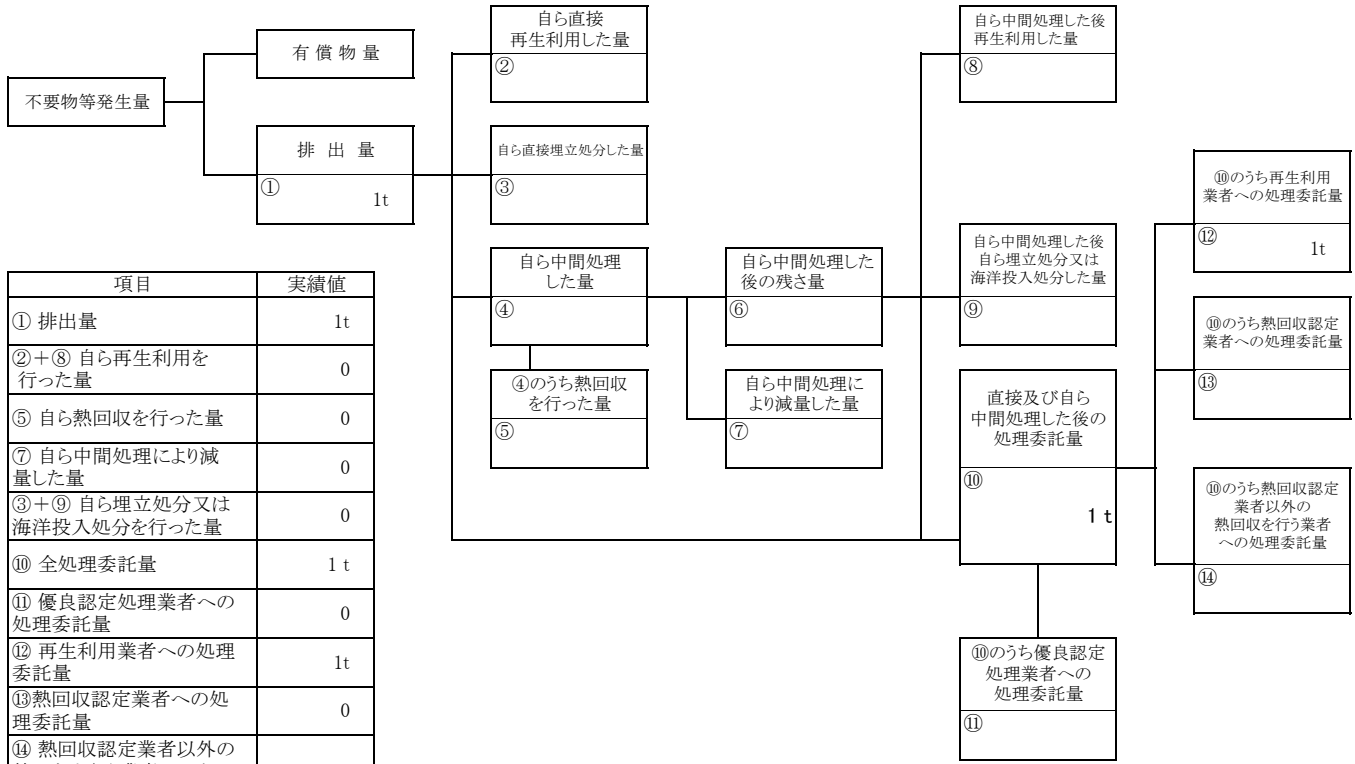 不要物等発生量
有 償 物 量
排 出 量
①
1t
自ら直接
再生利用した量
②
自ら直接埋立処分した量
③
自ら中間処理
した量
④
④のうち熱回収
を行った量
⑤
自ら中間処理した
後の残さ量
⑥
自ら中間処理に
より減量した量
⑦
自ら中間処理した後
再生利用した量
⑧
自ら中間処理した後
自ら埋立処分又は
海洋投入処分した量
⑨
直接及び自ら
中間処理した後の
処理委託量
⑩
1 t
⑩のうち優良認定
処理業者への
処理委託量
⑪
⑩のうち再生利用
業者への処理委託量
⑫
1t
⑩のうち熱回収認定
業者への処理委託量
⑬
⑩のうち熱回収認定
業者以外の
熱回収を行う業者
への処理委託量
⑭
項目 実績値
① 排出量 1t
②+⑧ 自ら再生利用を
行った量 0
⑤ 自ら熱回収を行った量 0
⑦ 自ら中間処理により減
量した量 0
③+⑨ 自ら埋立処分又は
海洋投入処分を行った量 0
⑩ 全処理委託量 1 t
⑪ 優良認定処理業者への
処理委託量 0
⑫ 再生利用業者への処理
委託量 1t
⑬熱回収認定業者への処
理委託量 0
⑭ 熱回収認定業者以外の